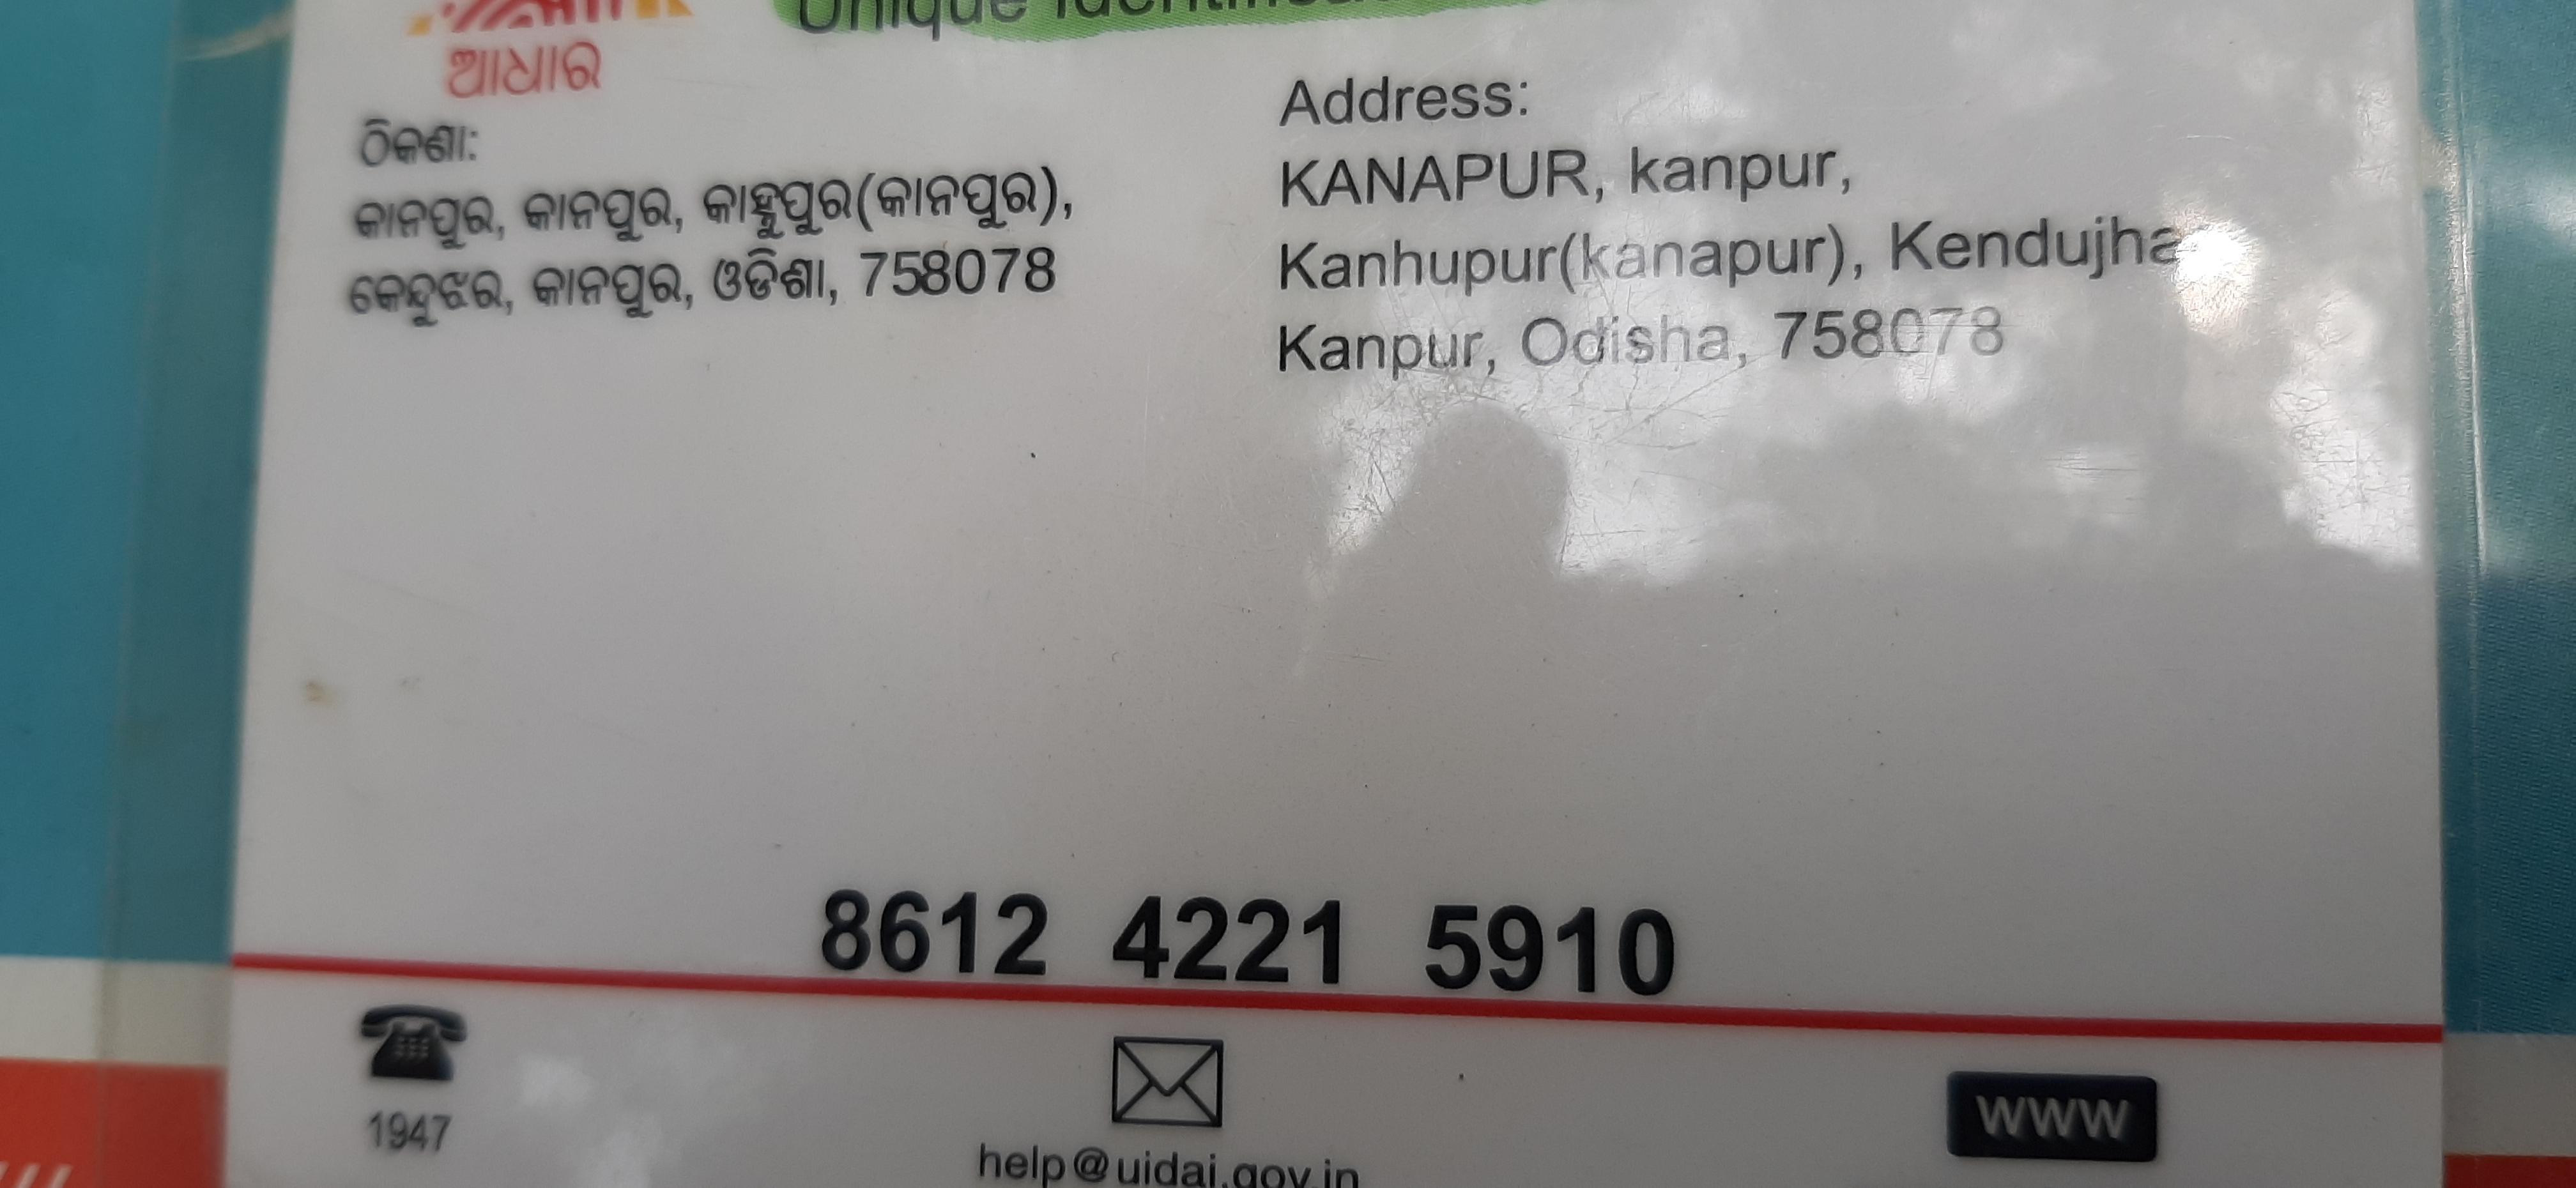 Unique
ଆଧାର
ଠିକଣା:
କାନପୁର, କାନପୁର, କାହ୍ନୁପୁର(କାନପୁର),
କେନ୍ଦୁଝର, କାନପୁର, ଓଡିଶା, 758078
Address:
KANAPUR, kanpur,
Kanhupur(kanapur),
Kanpur, Odisha, 758078
8612 4221 5910
1947
help@uidai.gov.in
WWW